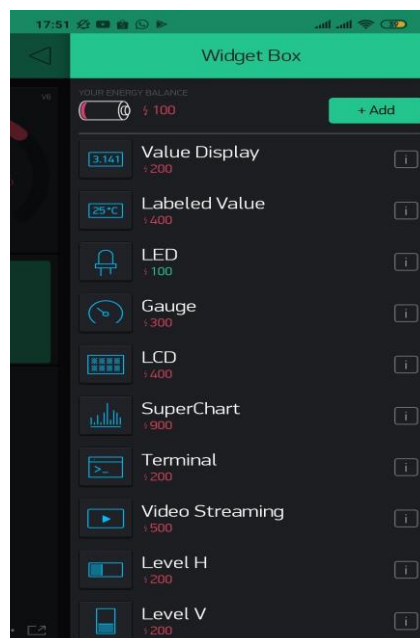 17:51
Widget Box
V6
YOUR ENERGY BALANCE
100
+ Add
3.141
Value Display
200
25°C
Labeled Value
400
LED
100
Gauge
300
LCD
400
SuperChart
900
>_
Terminal
200
Video Streaming
500
Level H
200
Level V
200